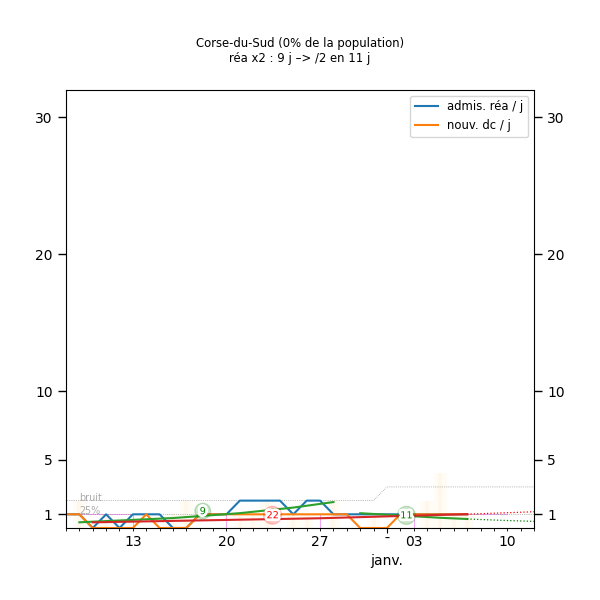 Corse-du-Sud (0% de la population)
réa x2 : 9 j –> /2 en 11 j
admis. réa / j
nouv. dc / j
30 30
20 20
10 10
5 5
bruit
25%
1 9 22 -11 1
13 20 27 - 03 10
janv.